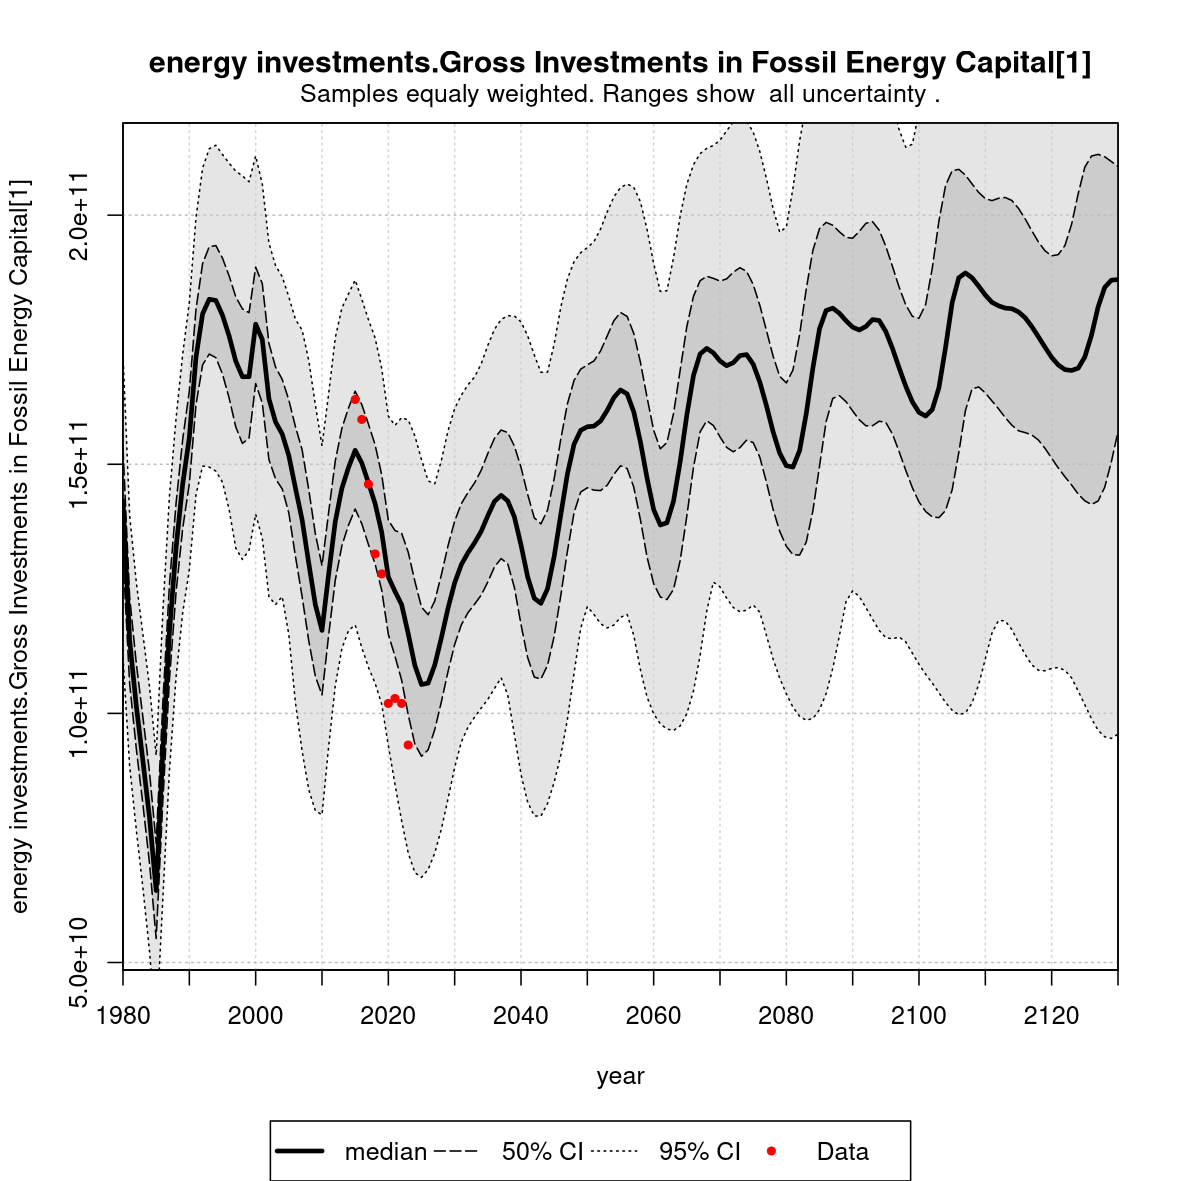 energy investments.Gross Investments in Fossil Energy Capital[1]
Samples equaly weighted. Ranges show  all uncertainty .
energy investments.Gross Investments in Fossil Energy Capital[1]
2.0e+11
1.5e+11
1.0e+11
5.0e+10
1980 2000 2020 2040 2060 2080 2100 2120
year
median 50% CI 95% CI Data